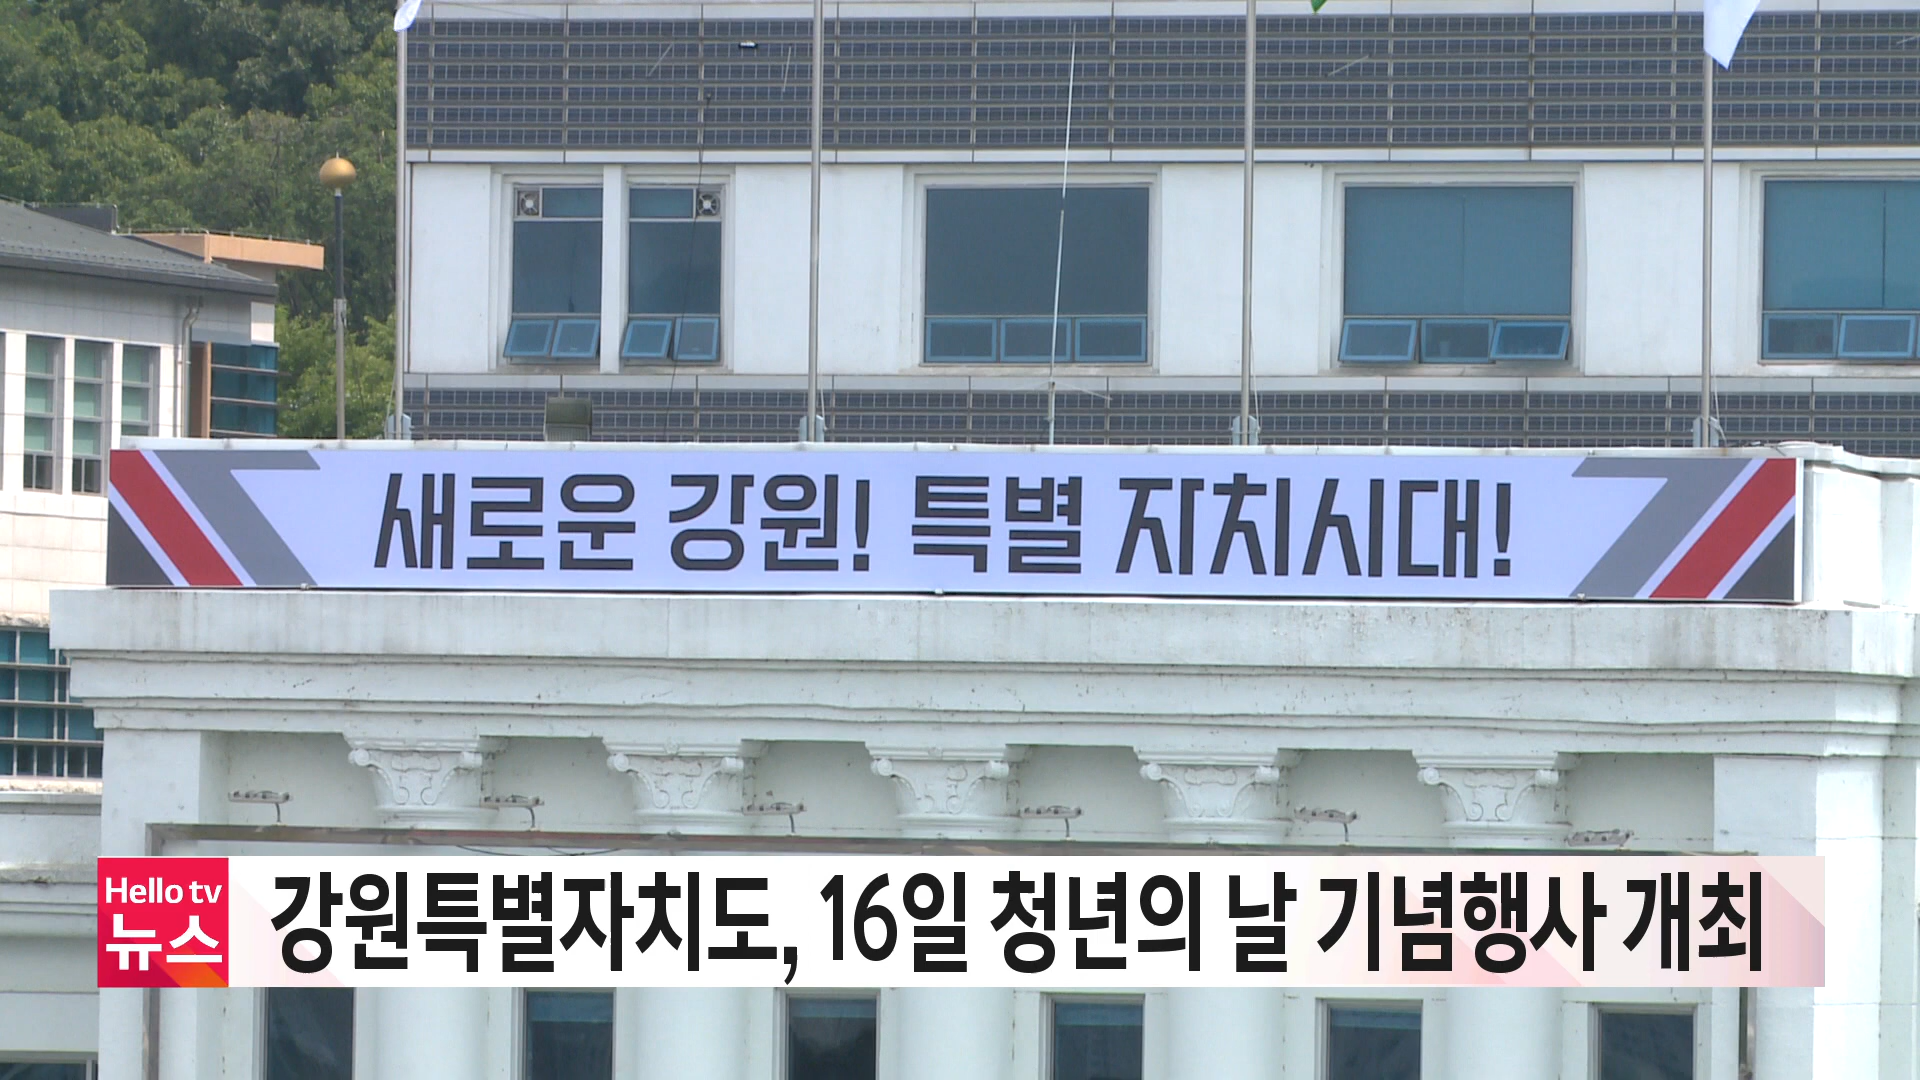 새로운 강원! 특별 자치시대!
Hello tv
뉴스
강원특별자치도, 16일 청년의 날 기념행사 개최